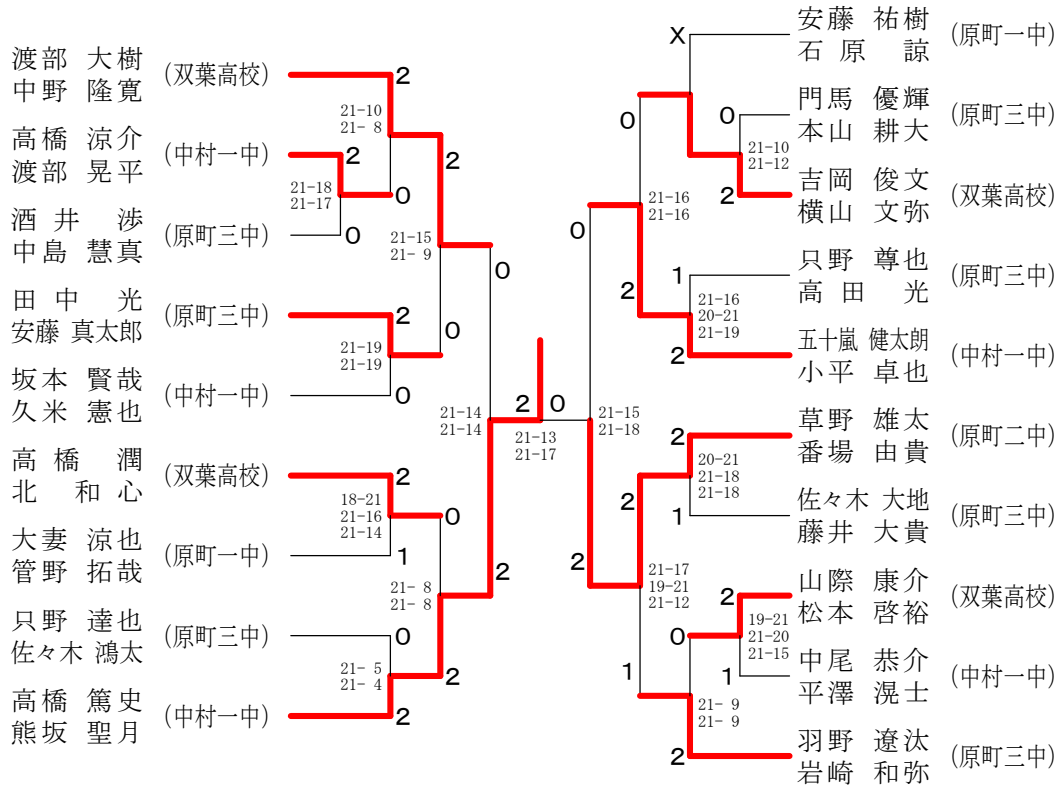 渡部 大樹
中野 隆寛
(双葉高校)
2
21-10
21- 8
高橋 涼介
渡部 晃平
(中村一中)
2
21-18
21-17
0
酒井 渉
中島 慧真
(原町三中)
0
2
21-15
21- 9
0
田中 光
安藤 真太郎
(原町三中)
2
21-19
21-19
0
坂本 賢哉
久米 憲也
(中村一中)
0
21-14
21-14
高橋 潤
北 和心
(双葉高校)
2
18-21
21-16
21-14
0
大妻 涼也
管野 拓哉
(原町一中)
1
21- 8
21- 8
2
只野 達也
佐々木 鴻太
(原町三中)
0
21- 5
21- 4
2
高橋 篤史
熊坂 聖月
(中村一中)
2
2
0
21-13
21-17
X
安藤 祐樹
石原 諒
(原町一中)
0
門馬 優輝
本山 耕大
(原町三中)
0
21-10
21-12
吉岡 俊文
横山 文弥
(双葉高校)
2
21-16
21-16
0
只野 尊也
高田 光
(原町三中)
1
2
21-16
20-21
21-19
五十嵐 健太朗
小平 卓也
(中村一中)
2
21-15
21-18
草野 雄太
番場 由貴
(原町二中)
2
20-21
21-18
21-18
2
佐々木 大地
藤井 大貴
(原町三中)
1
2
21-17
19-21
21-12
山際 康介
松本 啓裕
(双葉高校)
2
19-21
21-20
21-15
0
中尾 恭介
平澤 滉士
(中村一中)
1
1
21- 9
21- 9
羽野 遼汰
岩崎 和弥
(原町三中)
2